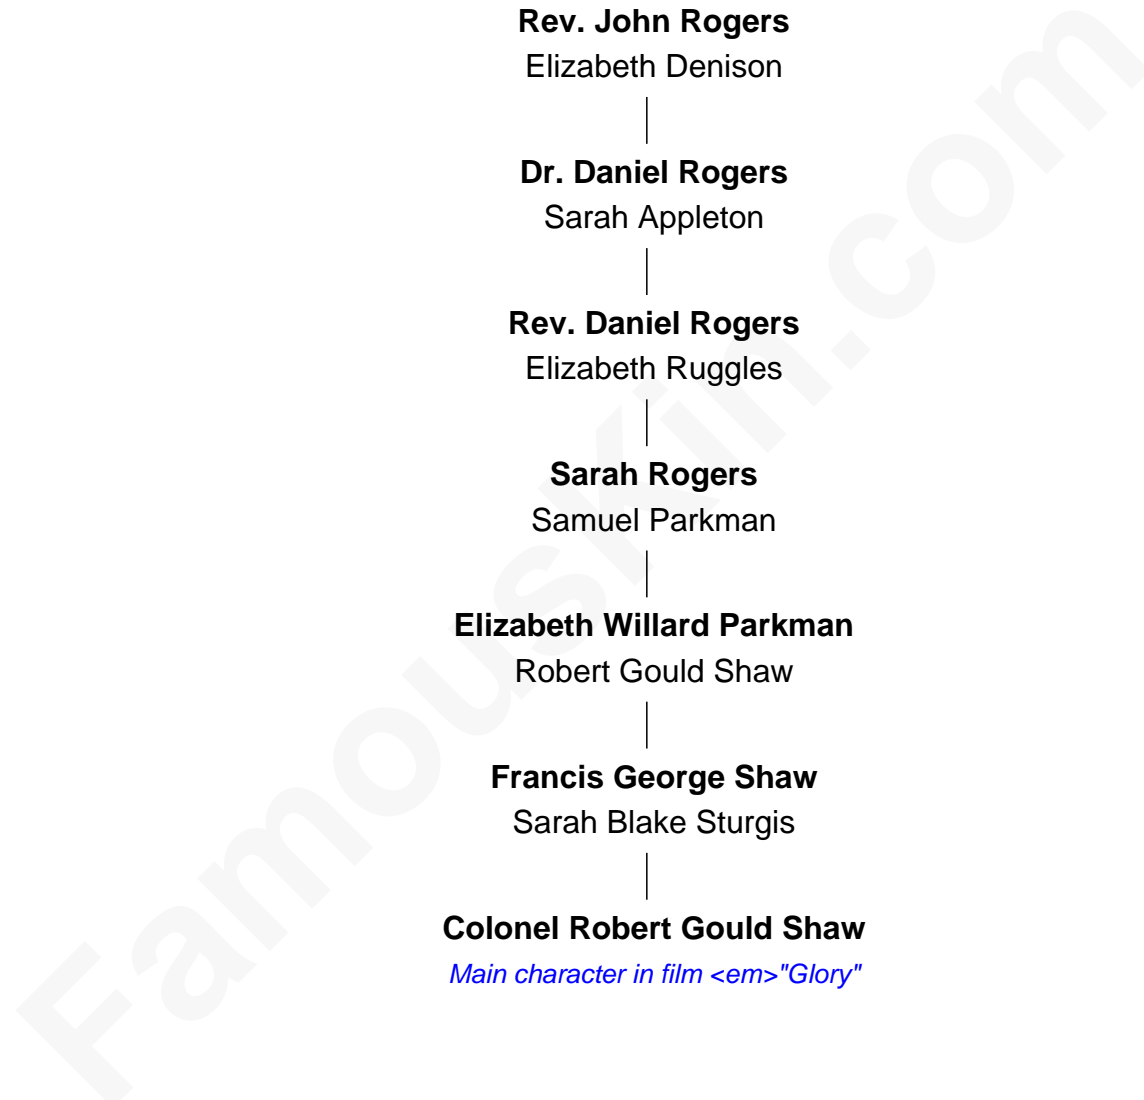 Rev. John Rogers
Elizabeth Denison
Dr. Daniel Rogers
Sarah Appleton
Rev. Daniel Rogers
Elizabeth Ruggles
Sarah Rogers
Samuel Parkman
Elizabeth Willard Parkman
Robert Gould Shaw
Francis George Shaw
Sarah Blake Sturgis
Colonel Robert Gould Shaw
Main character in film <em>"Glory"
FamousKin.com